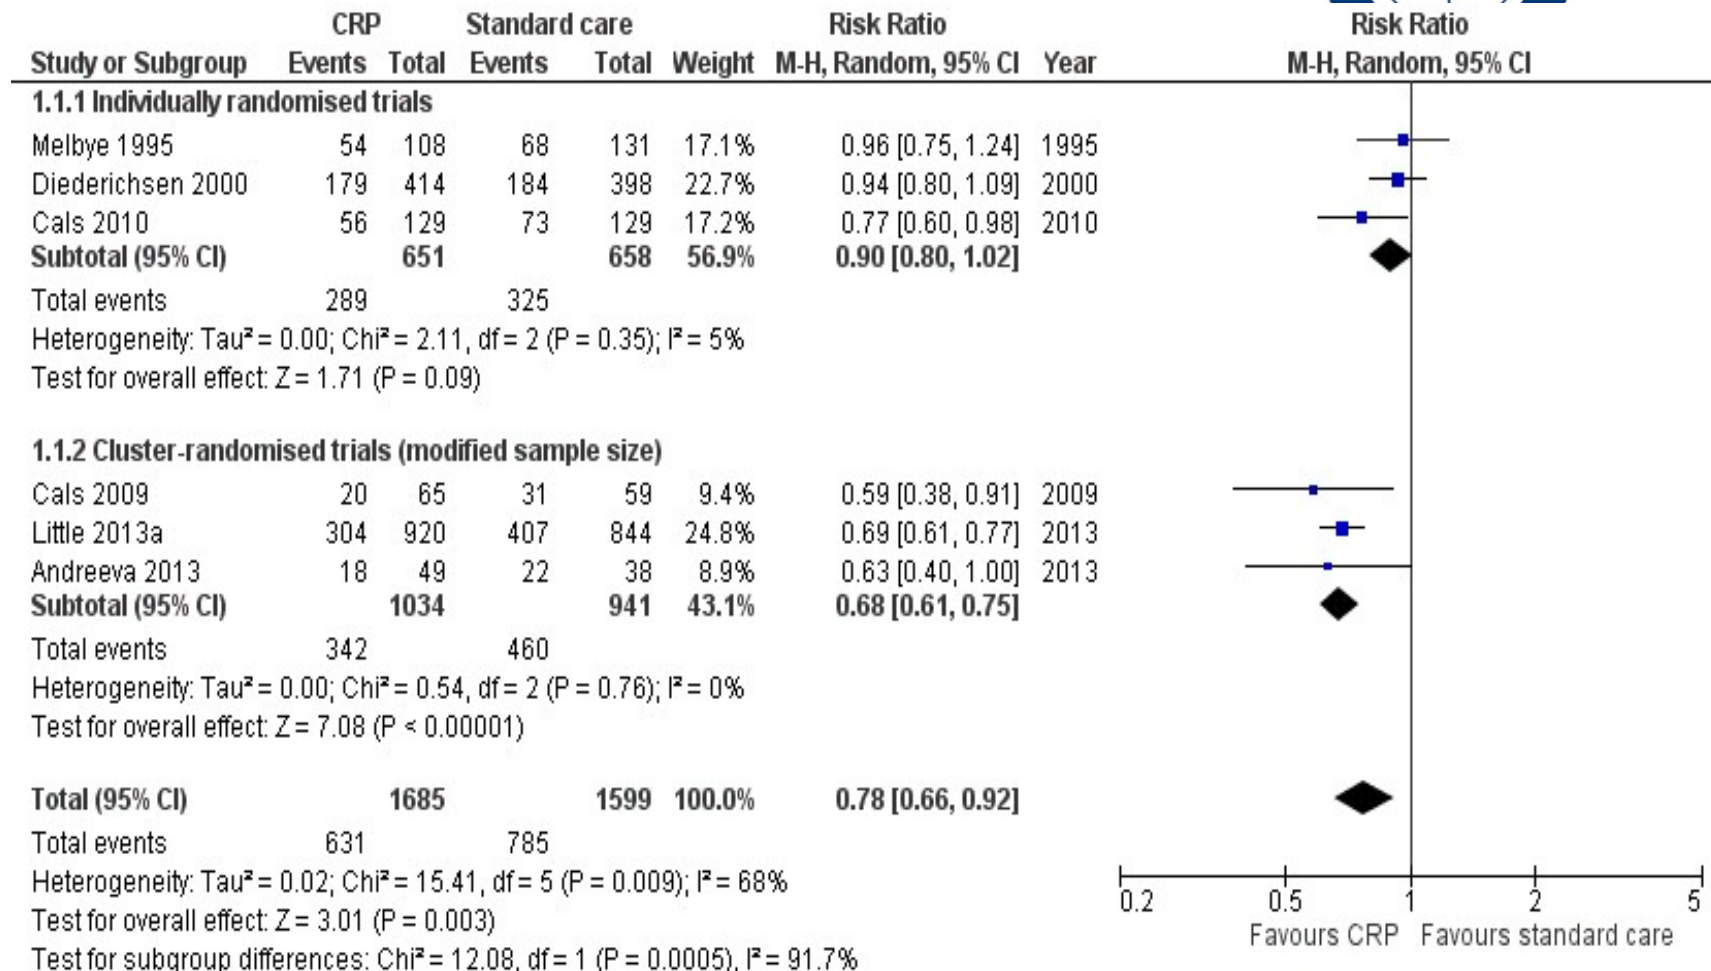 CRP Standard care Risk Ratio Risk Ratio
Study or Subgroup Events Total Events Total Weight M-H, Random, 95% CI Year M-H, Random, 95% CI
1.1.1 Individually randomised trials
Melbye 1995 54 108 68 131 17.1% 0.96 [0.75, 1.24] 1995
Diederichsen 2000 179 414 184 398 22.7% 0.94 [0.80, 1.09] 2000
Cals 2010 56 129 73 129 17.2% 0.77 [0.60, 0.98] 2010
Subtotal (95% CI) 651 658 56.9% 0.90 [0.80, 1.02]
Total events 289 325
Heterogeneity: Tau² = 0.00; Chi² = 2.11, df = 2 (P = 0.35); I² = 5%
Test for overall effect: Z = 1.71 (P = 0.09)
1.1.2 Cluster-randomised trials (modified sample size)
Cals 2009 20 65 31 59 9.4% 0.59 [0.38, 0.91] 2009
Little 2013a 304 920 407 844 24.8% 0.69 [0.61, 0.77] 2013
Andreeva 2013 18 49 22 38 8.9% 0.63 [0.40, 1.00] 2013
Subtotal (95% CI) 1034 941 43.1% 0.68 [0.61, 0.75]
Total events 342 460
Heterogeneity: Tau² = 0.00; Chi² = 0.54, df = 2 (P = 0.76); I² = 0%
Test for overall effect: Z = 7.08 (P < 0.00001)
Total (95% CI) 1685 1599 100.0% 0.78 [0.66, 0.92]
Total events 631 785
Heterogeneity: Tau² = 0.02; Chi² = 15.41, df = 5 (P = 0.009); I² = 68%
Test for overall effect: Z = 3.01 (P = 0.003)
Test for subgroup differences: Chi² = 12.08, df = 1 (P = 0.0005), I² = 91.7%
0.2 0.5 1 2 5
Favours CRP Favours standard care